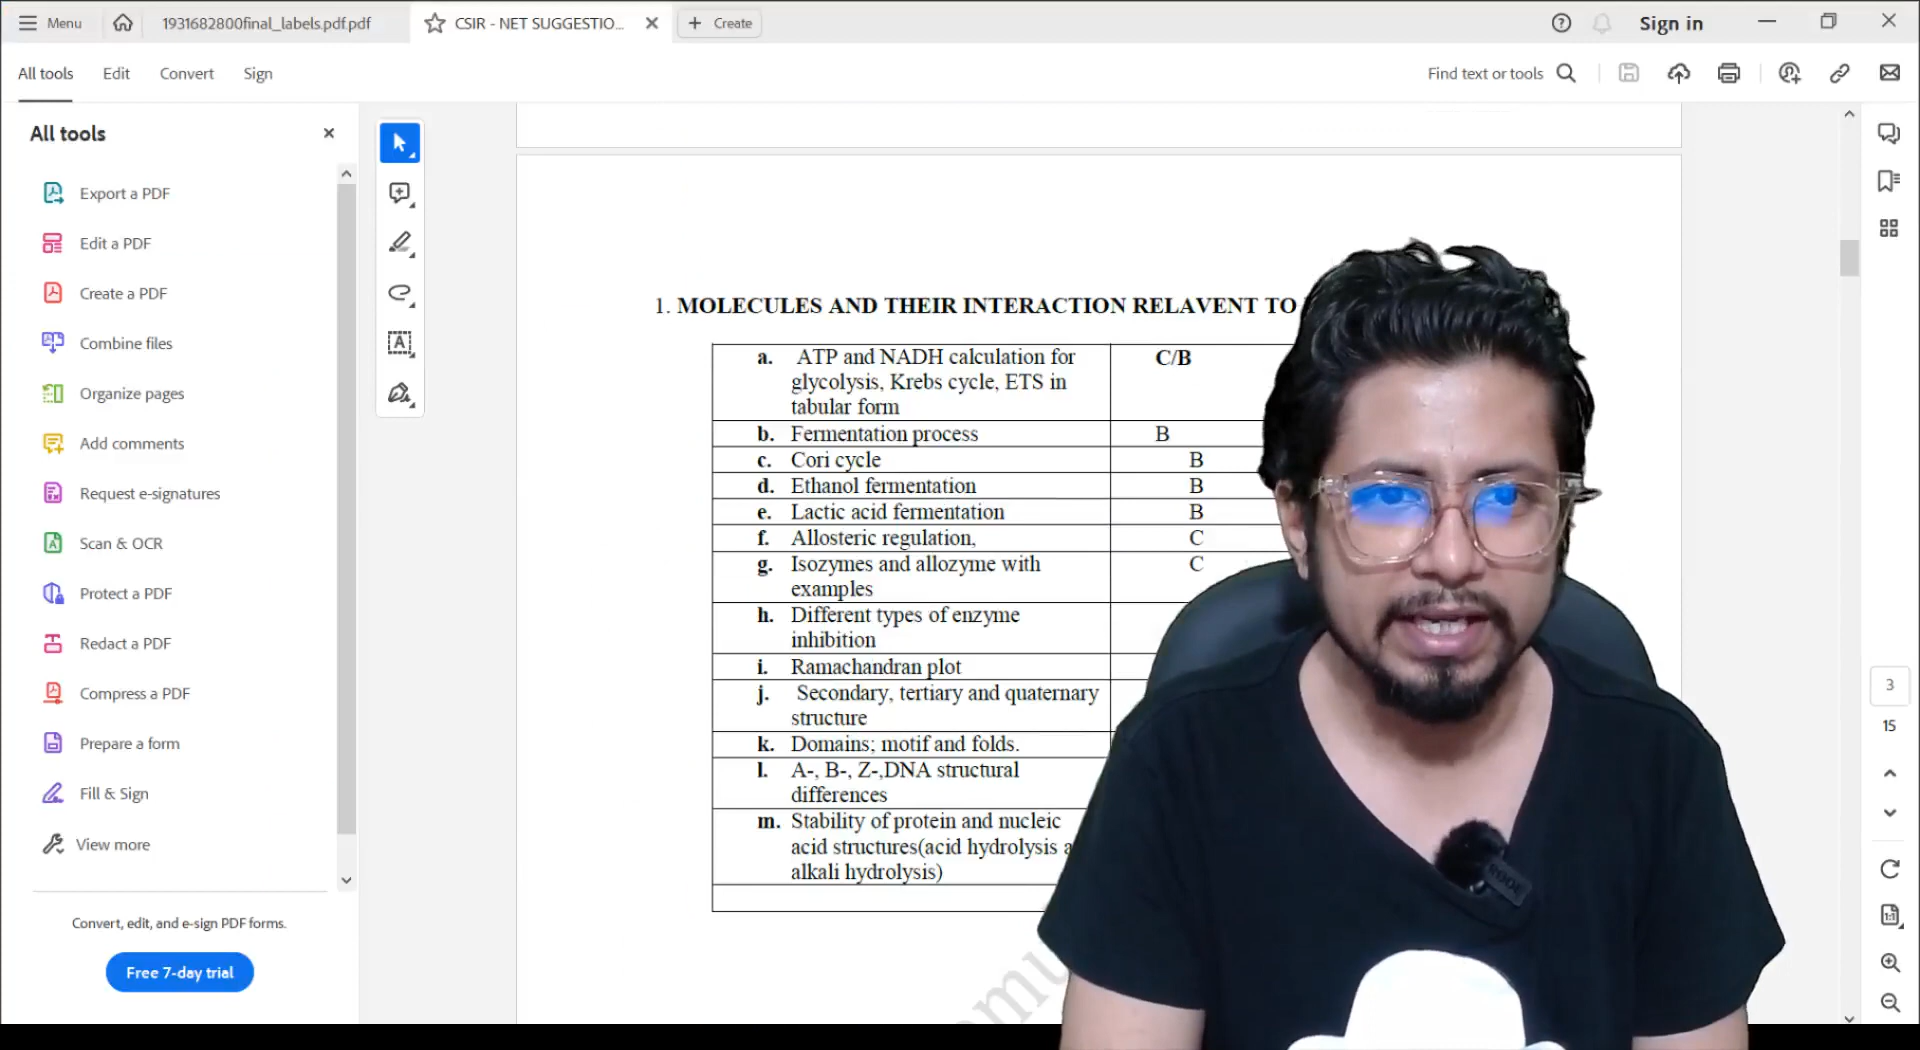 Menu
1931682800final_labels.pdf.pdf
CSIR - NET SUGGESTIO...
Create
Sign in
All tools
Edit
Convert
Sign
Find text or tools
All tools
Export a PDF
Edit a PDF
Create a PDF
Combine files
Organize pages
Add comments
Request e-signatures
Scan & OCR
Protect a PDF
Redact a PDF
Compress a PDF
Prepare a form
Fill & Sign
View more
Convert, edit, and e-sign PDF forms.
Free 7-day trial
1. MOLECULES AND THEIR INTERACTION RELAVENT TO
a. ATP and NADH calculation for C/B
glycolysis, Krebs cycle, ETS in
tabular form
b. Fermentation process B
c. Cori cycle B
d. Ethanol fermentation B
e. Lactic acid fermentation B
f. Allosteric regulation, C
g. Isozymes and allozyme with C
examples
h. Different types of enzyme
inhibition
i. Ramachandran plot
j. Secondary, tertiary and quaternary
structure
k. Domains; motif and folds.
l. A-, B-, Z-,DNA structural
differences
m. Stability of protein and nucleic
acid structures(acid hydrolysis a
alkali hydrolysis)
3
15
1:1